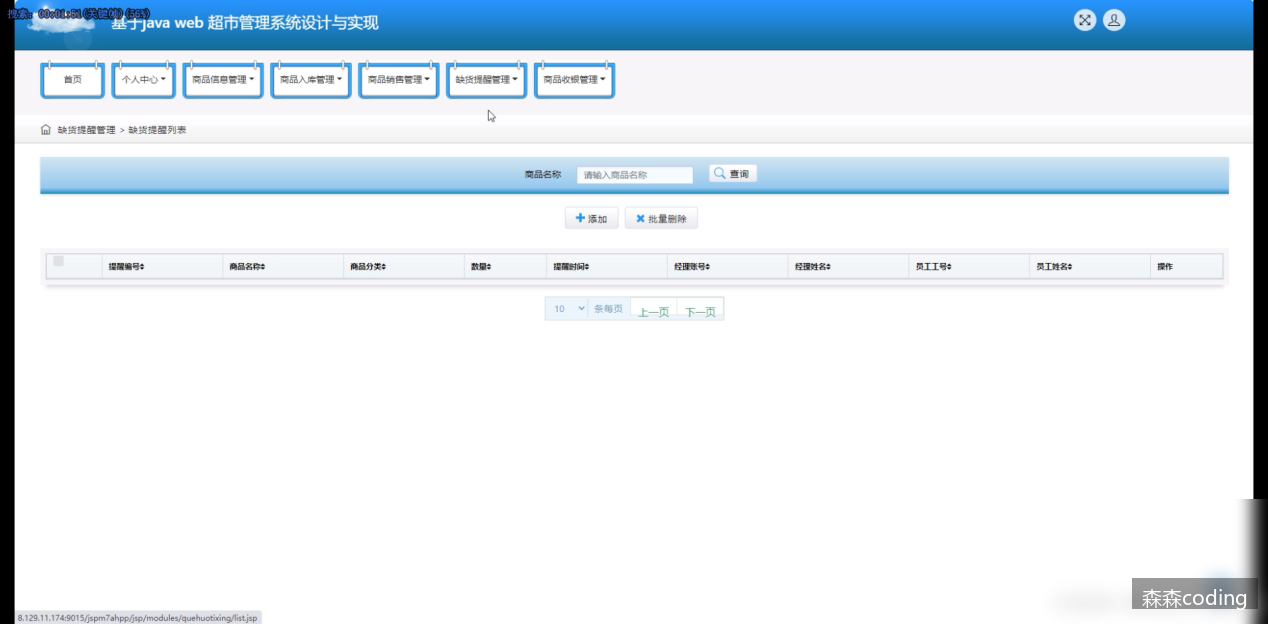 搜索: 00:01:51(关键帧)(56%)
基于java web 超市管理系统设计与实现
首页 个人中心 商品信息管理 商品入库管理 商品销售管理 缺货提醒管理 商品收银管理
缺货提醒管理 > 缺货提醒列表
商品名称 请输入商品名称 查询
添加 批量删除
提醒编号 商品名称 商品分类 数量 提醒时间 经理账号 经理姓名 员工工号 员工姓名 操作
10 条每页 上一页 下一页
森森coding
8.129.11.174:9015/jspm7ahpp/jsp/modules/quehuotixing/list.jsp